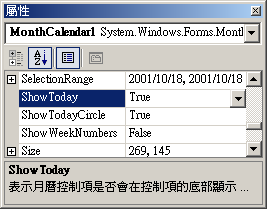 屬性
MonthCalendar1 System.Windows.Forms.Mont
SelectionRange 2001/10/18, 2001/10/18
ShowToday True
ShowTodayCircle True
ShowWeekNumbers False
Size 269, 145
ShowToday
表示月曆控制項是否會在控制項的底部顯示 ...